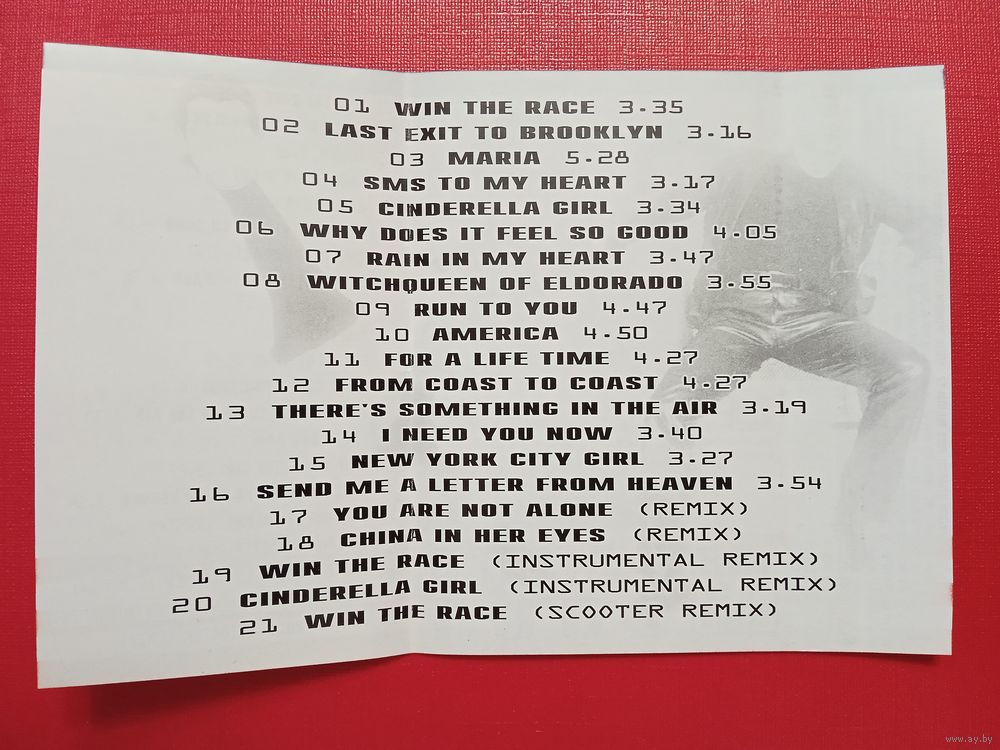 01 WIN THE RACE 3.35
02 LAST EXIT TO BROOKLYN 3.16
03 MARIA 5.28
04 SMS TO MY HEART 3.17
05 CINDERELLA GIRL 3.34
06 WHY DOES IT FEEL SO GOOD 4.05
07 RAIN IN MY HEART 3.47
08 WITCHQUEEN OF ELDORADO 3.55
09 RUN TO YOU 4.47
10 AMERICA 4.50
11 FOR A LIFE TIME 4.27
12 FROM COAST TO COAST 4.27
13 THERE'S SOMETHING IN THE AIR 3.19
14 I NEED YOU NOW 3.40
15 NEW YORK CITY GIRL 3.27
16 SEND ME A LETTER FROM HEAVEN 3.54
17 YOU ARE NOT ALONE (REMIX)
18 CHINA IN HER EYES (REMIX)
19 WIN THE RACE (INSTRUMENTAL REMIX)
20 CINDERELLA GIRL (INSTRUMENTAL REMIX)
21 WIN THE RACE (SCOOTER REMIX)
www.ay.by